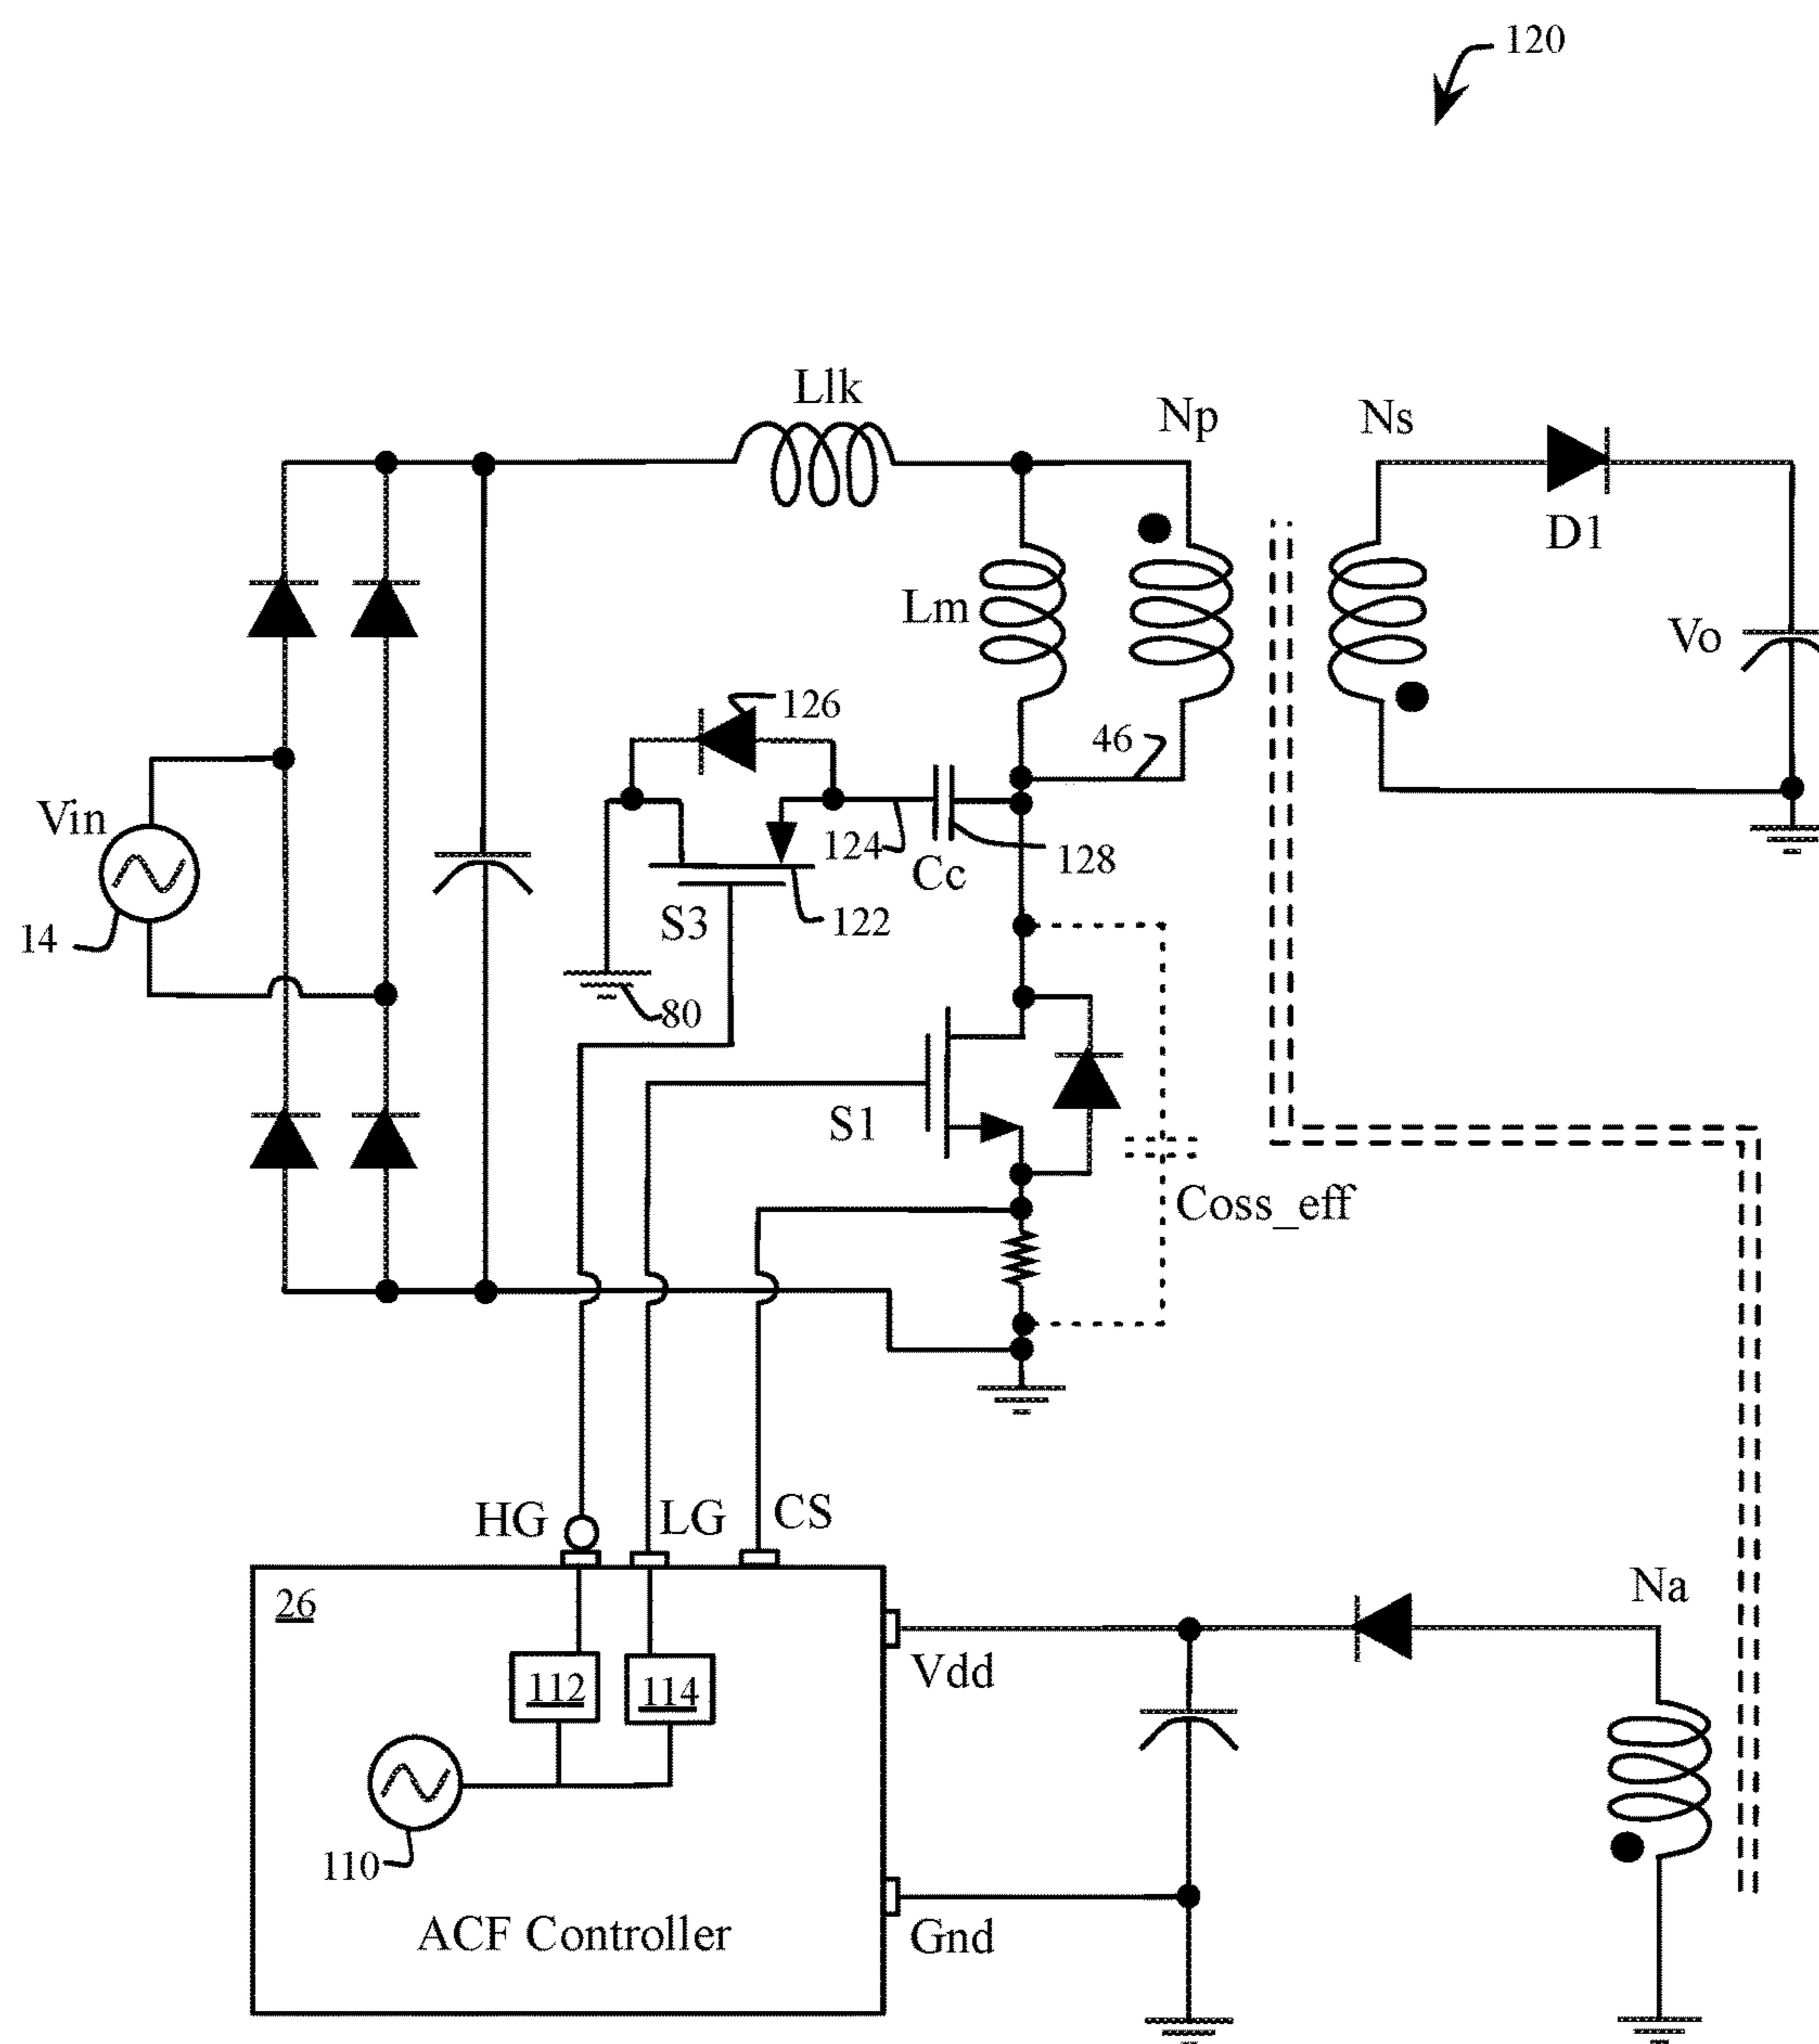 120
Llk
Np
Ns
D1
Lm
Vo
126
46
Vin
124
Cc
128
S3
122
14
80
S1
Coss_eff
HG
LG
CS
26
Na
112
114
Vdd
110
ACF Controller
Gnd